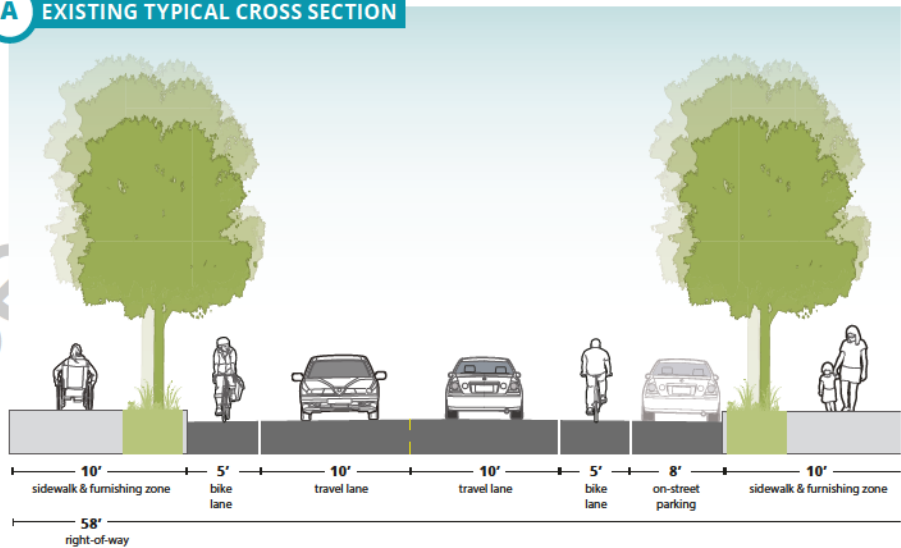 A EXISTING TYPICAL CROSS SECTION
10' 5' 10' 10' 5' 8' 10'
sidewalk & furnishing zone bike travel lane travel lane bike on-street sidewalk & furnishing zone
lane lane parking
58'
right-of-way